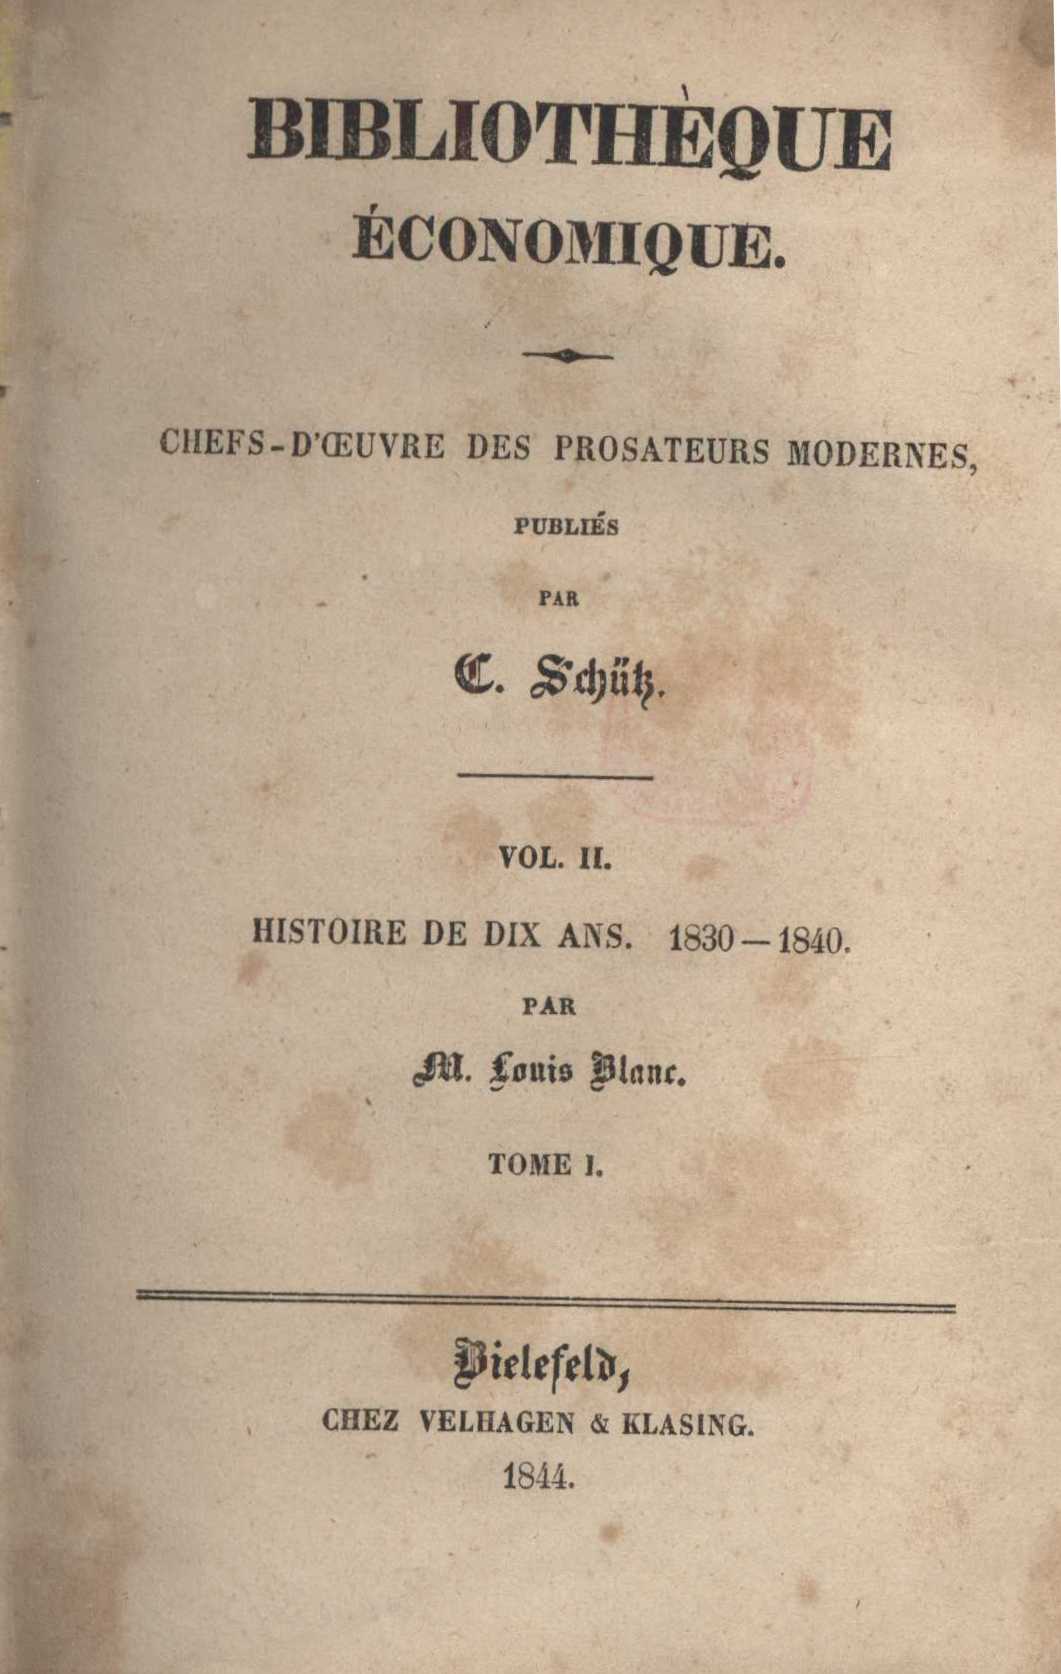 BIBLIOTHÈQUE
ÉCONOMIQUE.
CHEFS-D'ŒUVRE DES PROSATEURS MODERNES,
PUBLIÉS
PAR
C. Schütz.
VOL. II.
HISTOIRE DE DIX ANS. 1830—1840.
PAR
M. Louis Blanc.
TOME I.
Bielefeld,
CHEZ VELHAGEN & KLASING.
1844.